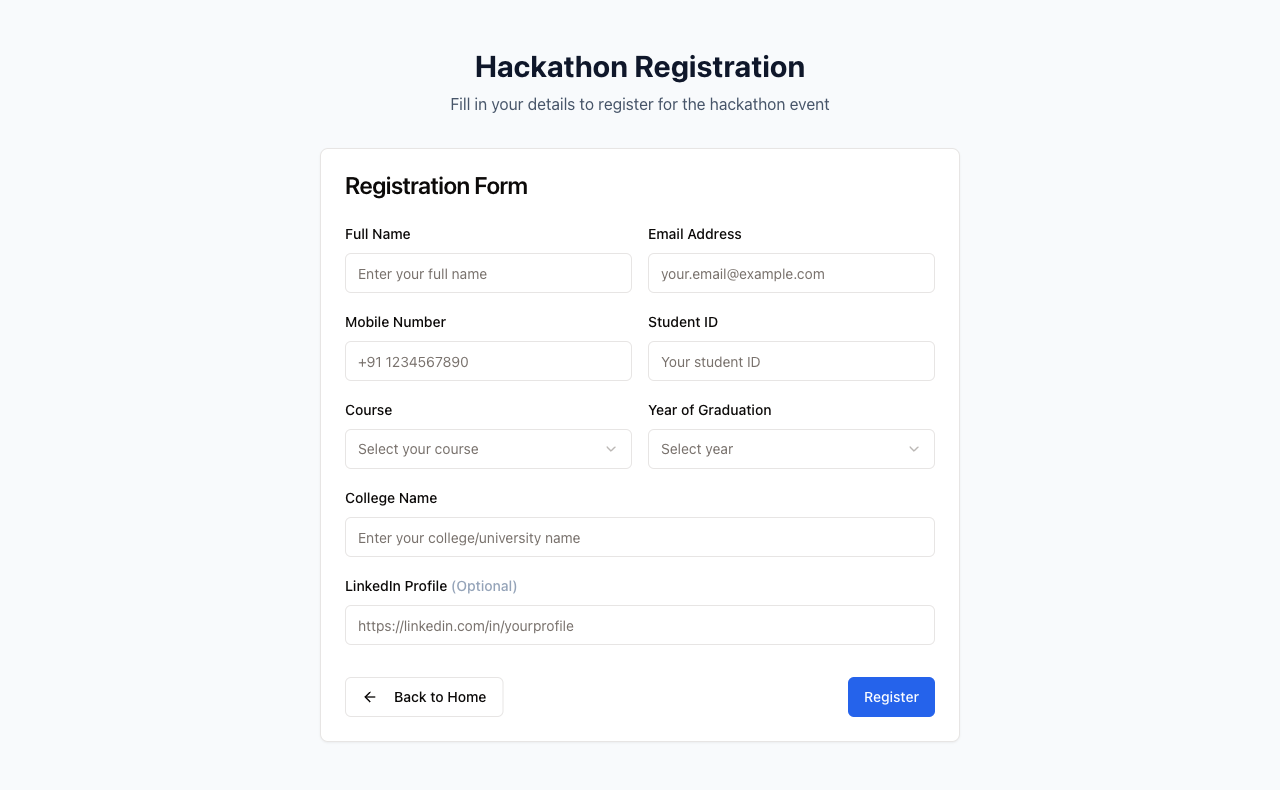 Hackathon Registration
Fill in your details to register for the hackathon event
Registration Form
Full Name
Enter your full name
Email Address
your.email@example.com
Mobile Number
+91 1234567890
Student ID
Your student ID
Course
Select your course
Year of Graduation
Select year
College Name
Enter your college/university name
LinkedIn Profile (Optional)
https://linkedin.com/in/yourprofile
Back to Home
Register